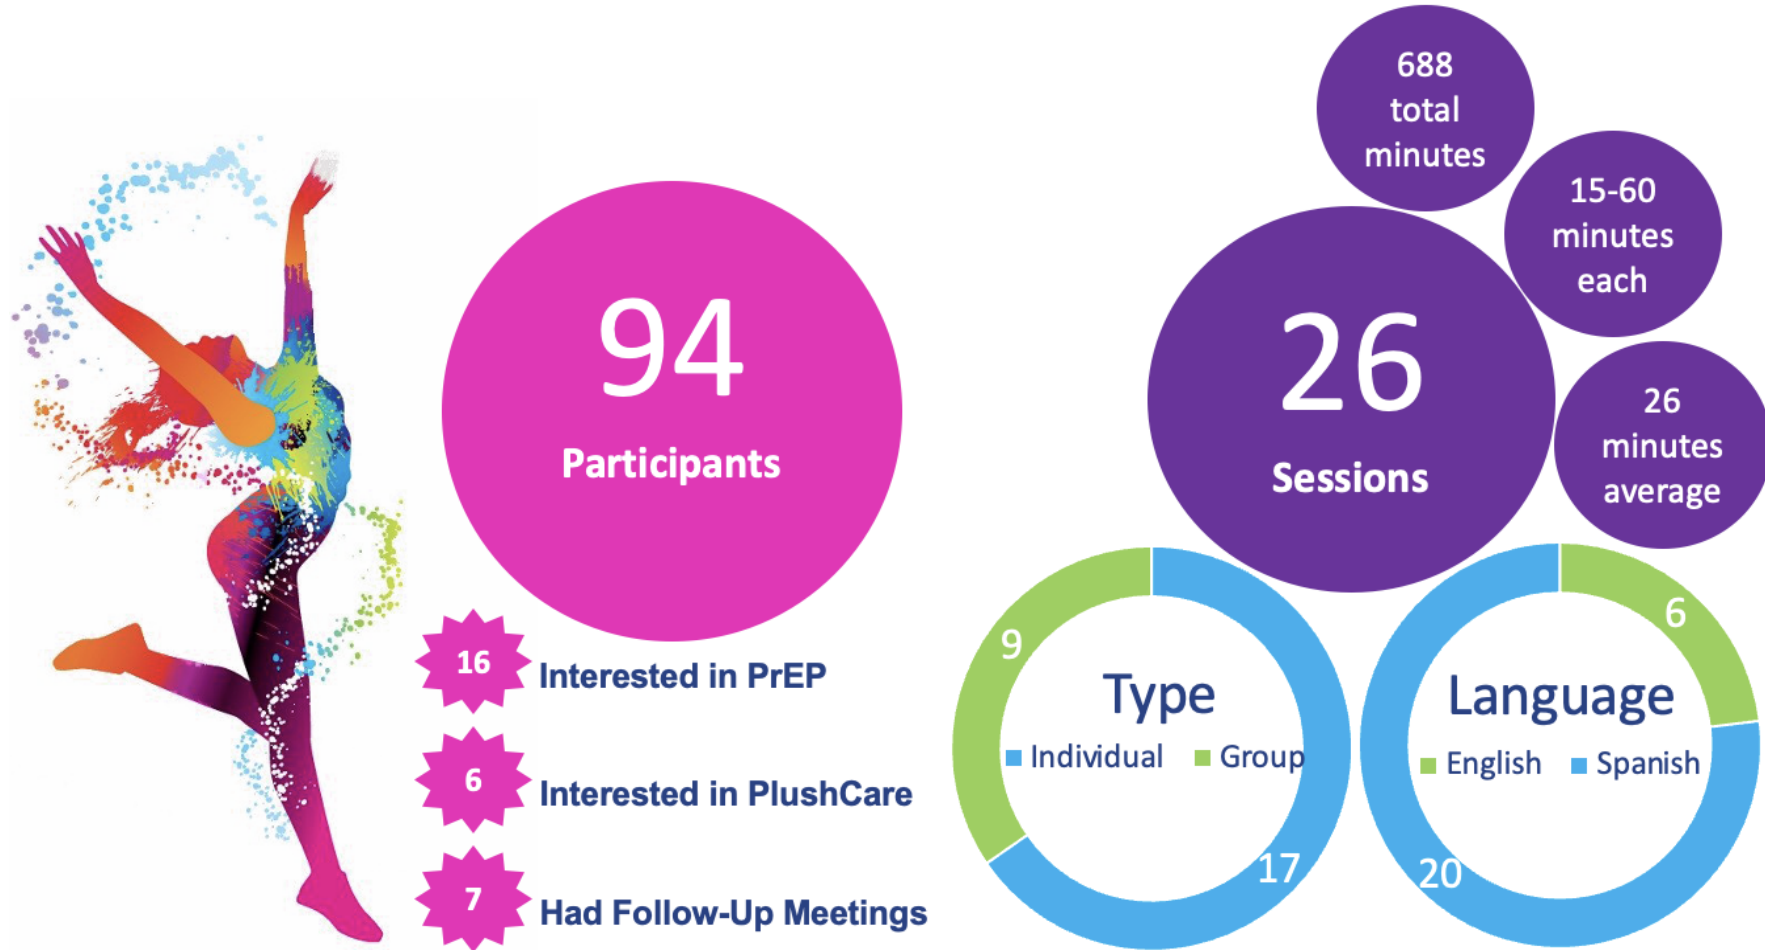 94
Participants
16
Interested in PrEP
6
Interested in PlushCare
7
Had Follow-Up Meetings
688
total
minutes
15-60
minutes
each
26
minutes
average
26
Sessions
9
Type
Individual Group
17
6
Language
English Spanish
20